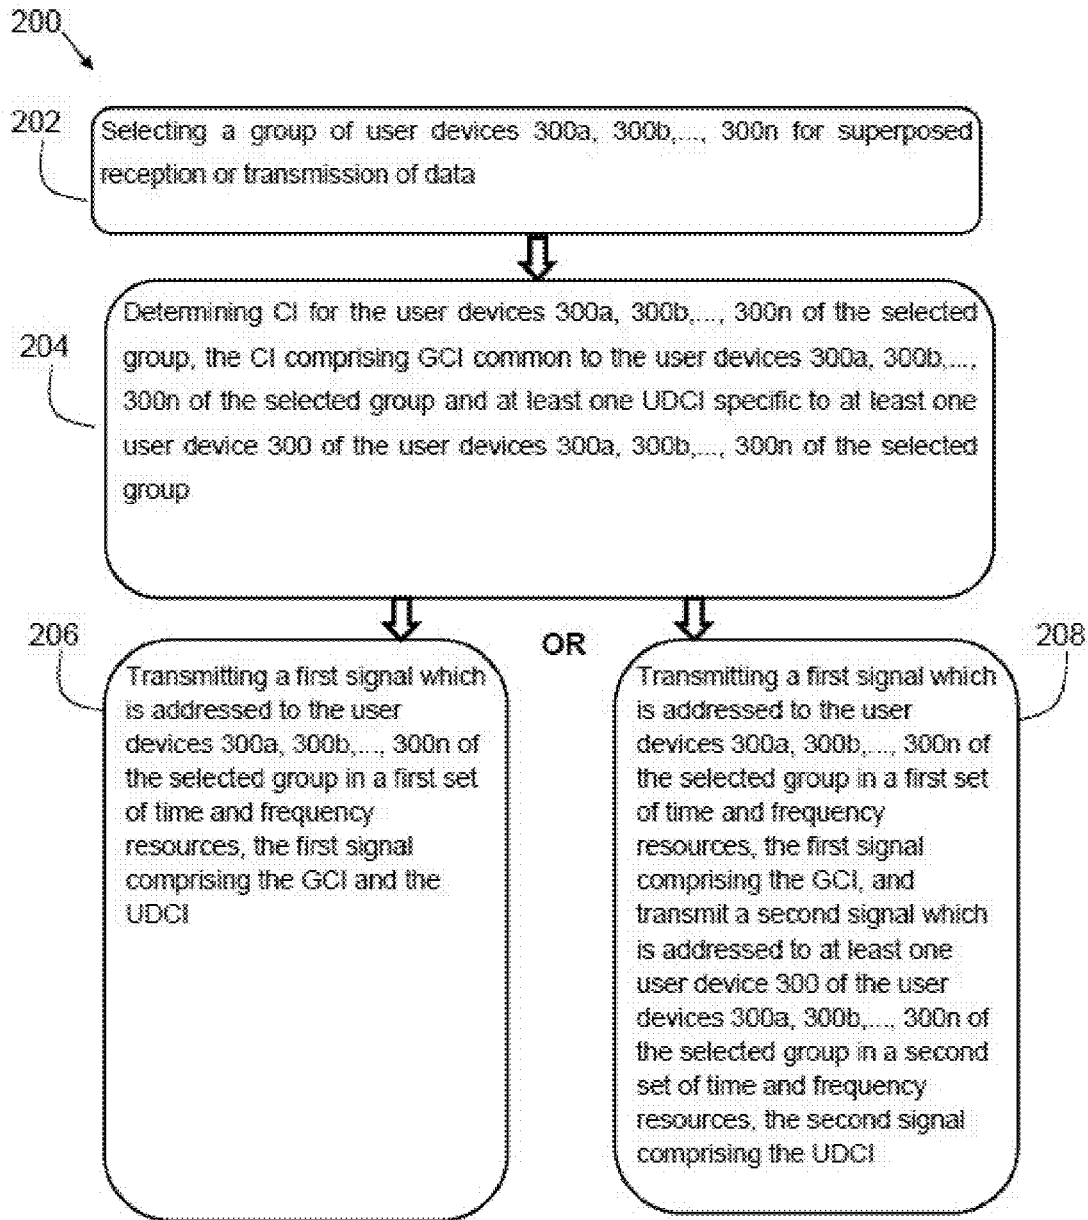 200
202
Selecting a group of user devices 300a, 300b,..., 300n for superposed
reception or transmission of data
204
Determining CI for the user devices 300a, 300b,..., 300n of the selected
group, the CI comprising GCI common to the user devices 300a, 300b,...,
300n of the selected group and at least one UDCI specific to at least one
user device 300 of the user devices 300a, 300b,..., 300n of the selected
group
206
OR
208
Transmitting a first signal which
is addressed to the user
devices 300a, 300b,..., 300n of
the selected group in a first set
of time and frequency
resources, the first signal
comprising the GCI and the
UDCI
Transmitting a first signal which
is addressed to the user
devices 300a, 300b,..., 300n of
the selected group in a first set
of time and frequency
resources, the first signal
comprising the GCI, and
transmit a second signal which
is addressed to at least one
user device 300 of the user
devices 300a, 300b,..., 300n of
the selected group in a second
set of time and frequency
resources, the second signal
comprising the UDCI